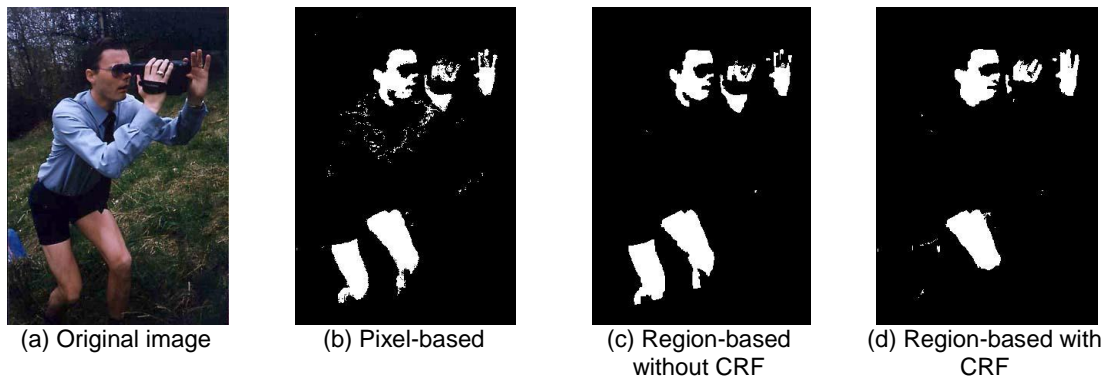 (a) Original image
(b) Pixel-based
(c) Region-based
without CRF
(d) Region-based with
CRF